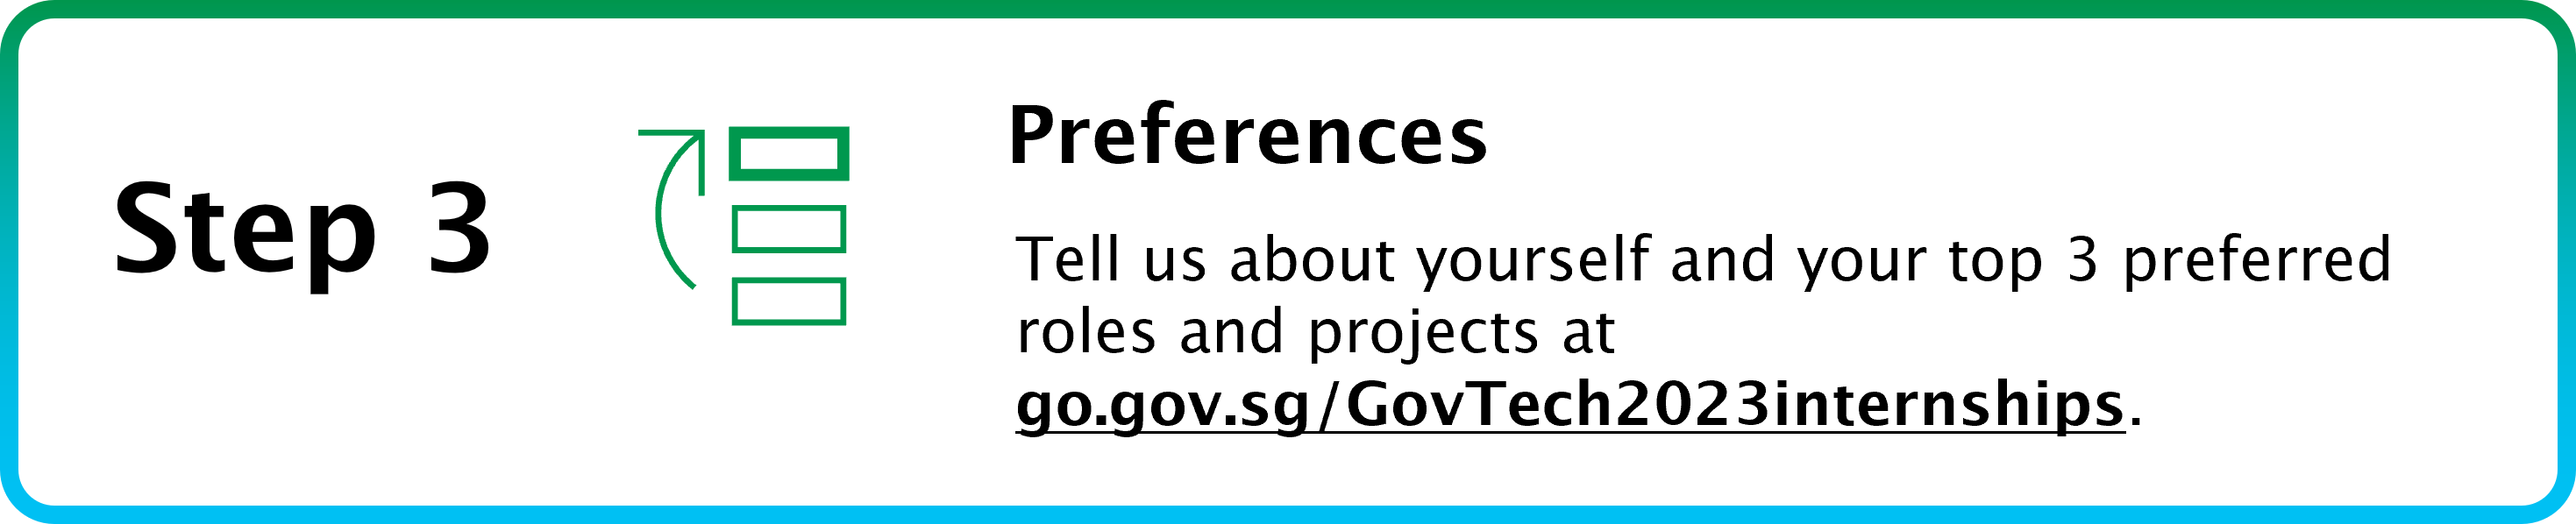 Step 3
Preferences
Tell us about yourself and your top 3 preferred
roles and projects at
go.gov.sg/GovTech2023internships.